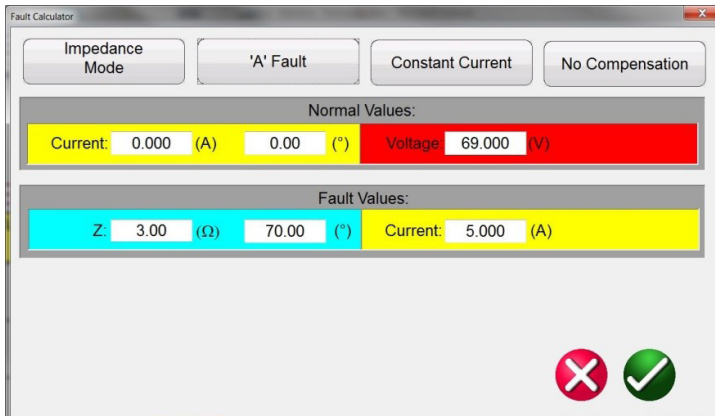 Fault Calculator
Impedance
Mode
'A' Fault
Constant Current
No Compensation
Normal Values:
Current: 0.000 (A) 0.00 (°) Voltage: 69.000 (V)
Fault Values:
Z: 3.00 (Ω) 70.00 (°) Current: 5.000 (A)